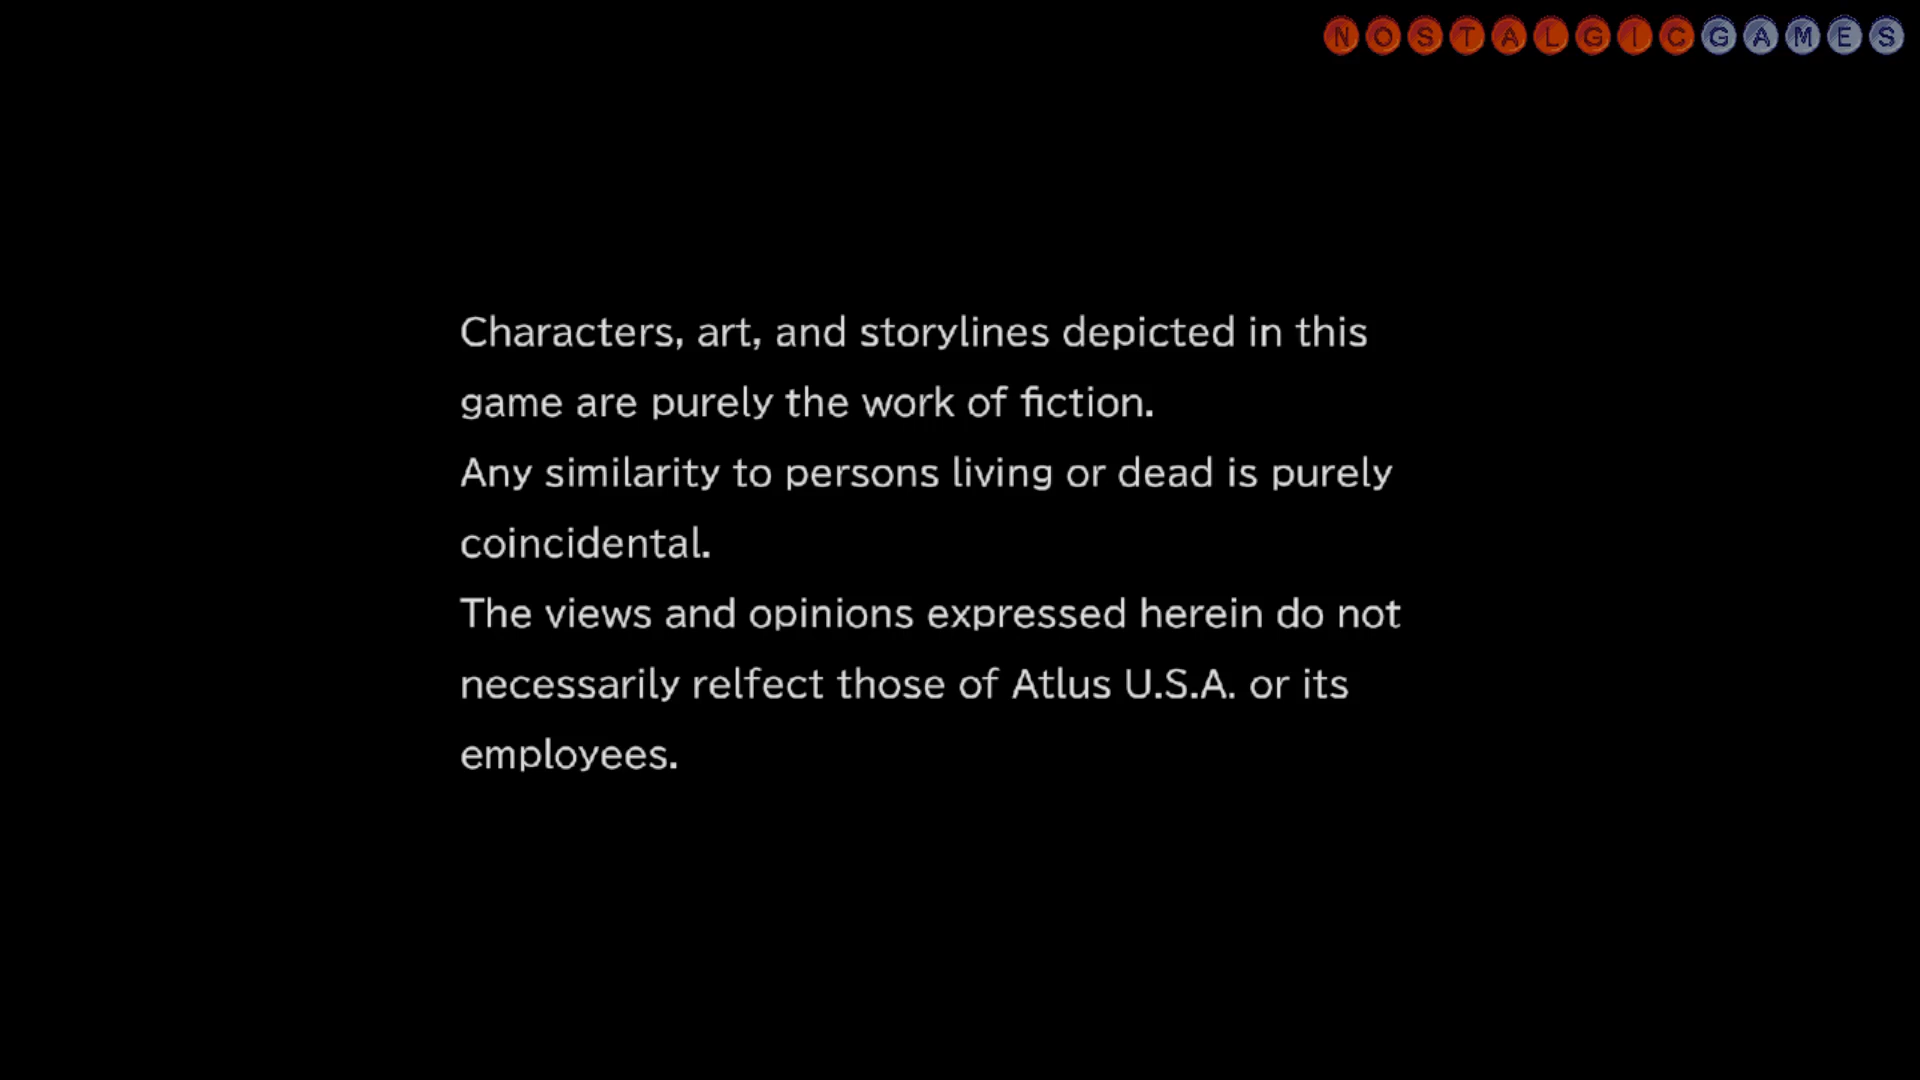 NOSTALGICGAMES
Characters, art, and storylines depicted in this
game are purely the work of fiction.
Any similarity to persons living or dead is purely
coincidental.
The views and opinions expressed herein do not
necessarily relfect those of Atlus U.S.A. or its
employees.